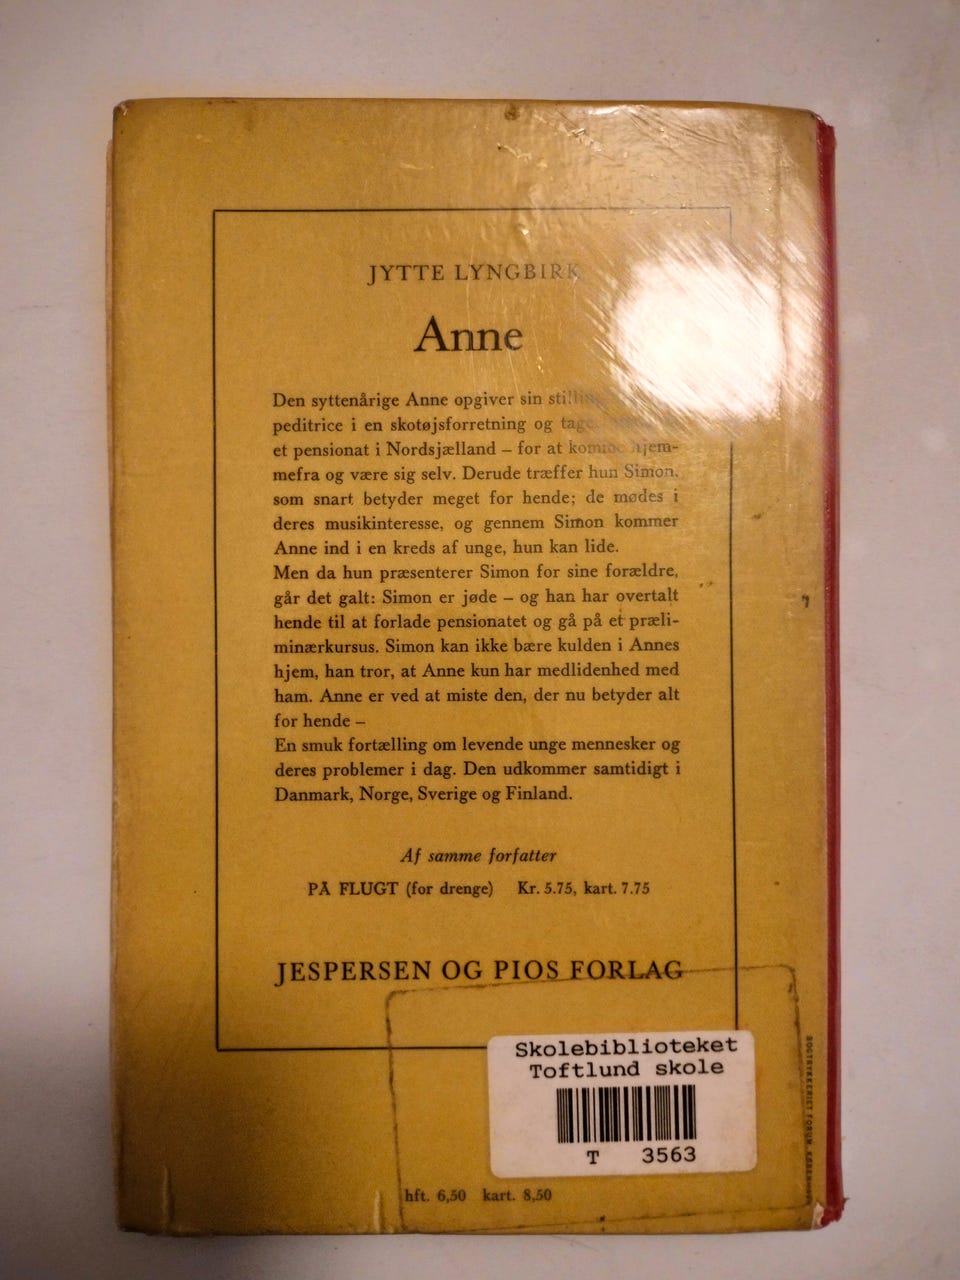 JYTTE LYNGBIRK
Anne
Den syttenårige Anne opgiver sin stilling
peditrice i en skotøjsforretning og tage
et pensionat i Nordsjælland – for at komme hjem-
mefra og være sig selv. Derude træffer hun Simon,
som snart betyder meget for hende; de mødes i
deres musikinteresse, og gennem Simon kommer
Anne ind i en kreds af unge, hun kan lide.
Men da hun præsenterer Simon for sine forældre,
går det galt: Simon er jøde – og han har overtalt
hende til at forlade pensionatet og gå på et præli-
minærkursus. Simon kan ikke bære kulden i Annes
hjem, han tror, at Anne kun har medlidenhed med
ham. Anne er ved at miste den, der nu betyder alt
for hende –
En smuk fortælling om levende unge mennesker og
deres problemer i dag. Den udkommer samtidigt i
Danmark, Norge, Sverige og Finland.
Af samme forfatter
PÅ FLUGT (for drenge) Kr. 5.75, kart. 7.75
JESPERSEN OG PIOS FORLAG
Skolebiblioteket
Toftlund skole
T 3563
hft. 6,50 kart. 8,50
BOGTRYKKERIET FORUM, KØBENHAVN